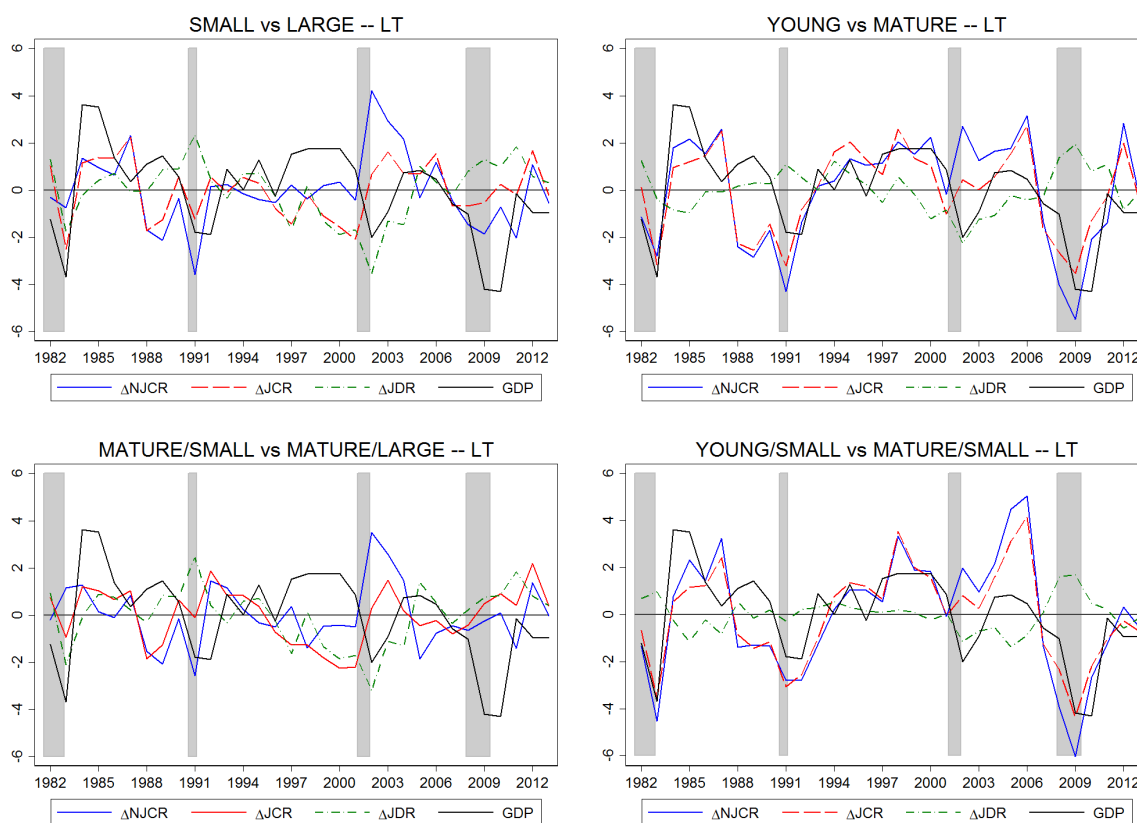 SMALL vs LARGE -- LT
6
4
2
0
-2
-4
-6
1982 1985 1988 1991 1994 1997 2000 2003 2006 2009 2012
ΔNJCR ΔJCR ΔJDR GDP
YOUNG vs MATURE -- LT
6
4
2
0
-2
-4
-6
1982 1985 1988 1991 1994 1997 2000 2003 2006 2009 2012
ΔNJCR ΔJCR ΔJDR GDP
MATURE/SMALL vs MATURE/LARGE -- LT
6
4
2
0
-2
-4
-6
1982 1985 1988 1991 1994 1997 2000 2003 2006 2009 2012
ΔNJCR ΔJCR ΔJDR GDP
YOUNG/SMALL vs MATURE/SMALL -- LT
6
4
2
0
-2
-4
-6
1982 1985 1988 1991 1994 1997 2000 2003 2006 2009 2012
ΔNJCR ΔJCR ΔJDR GDP